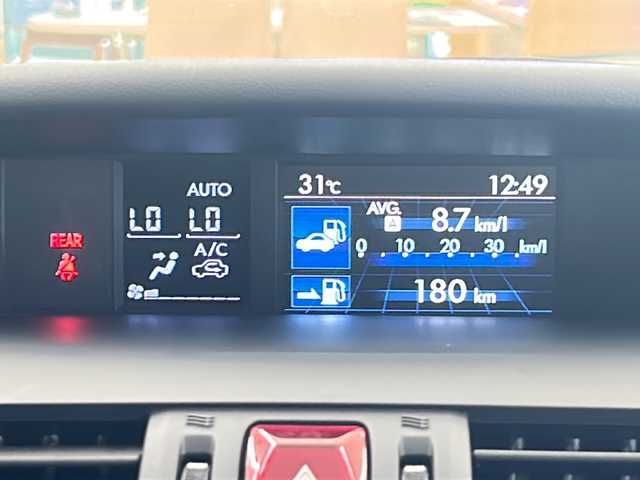 31°C 12:49
AUTO
LO LO
A/C
REAR
AVG. A 8.7 km/l
0 10 20 30 km/l
180 km